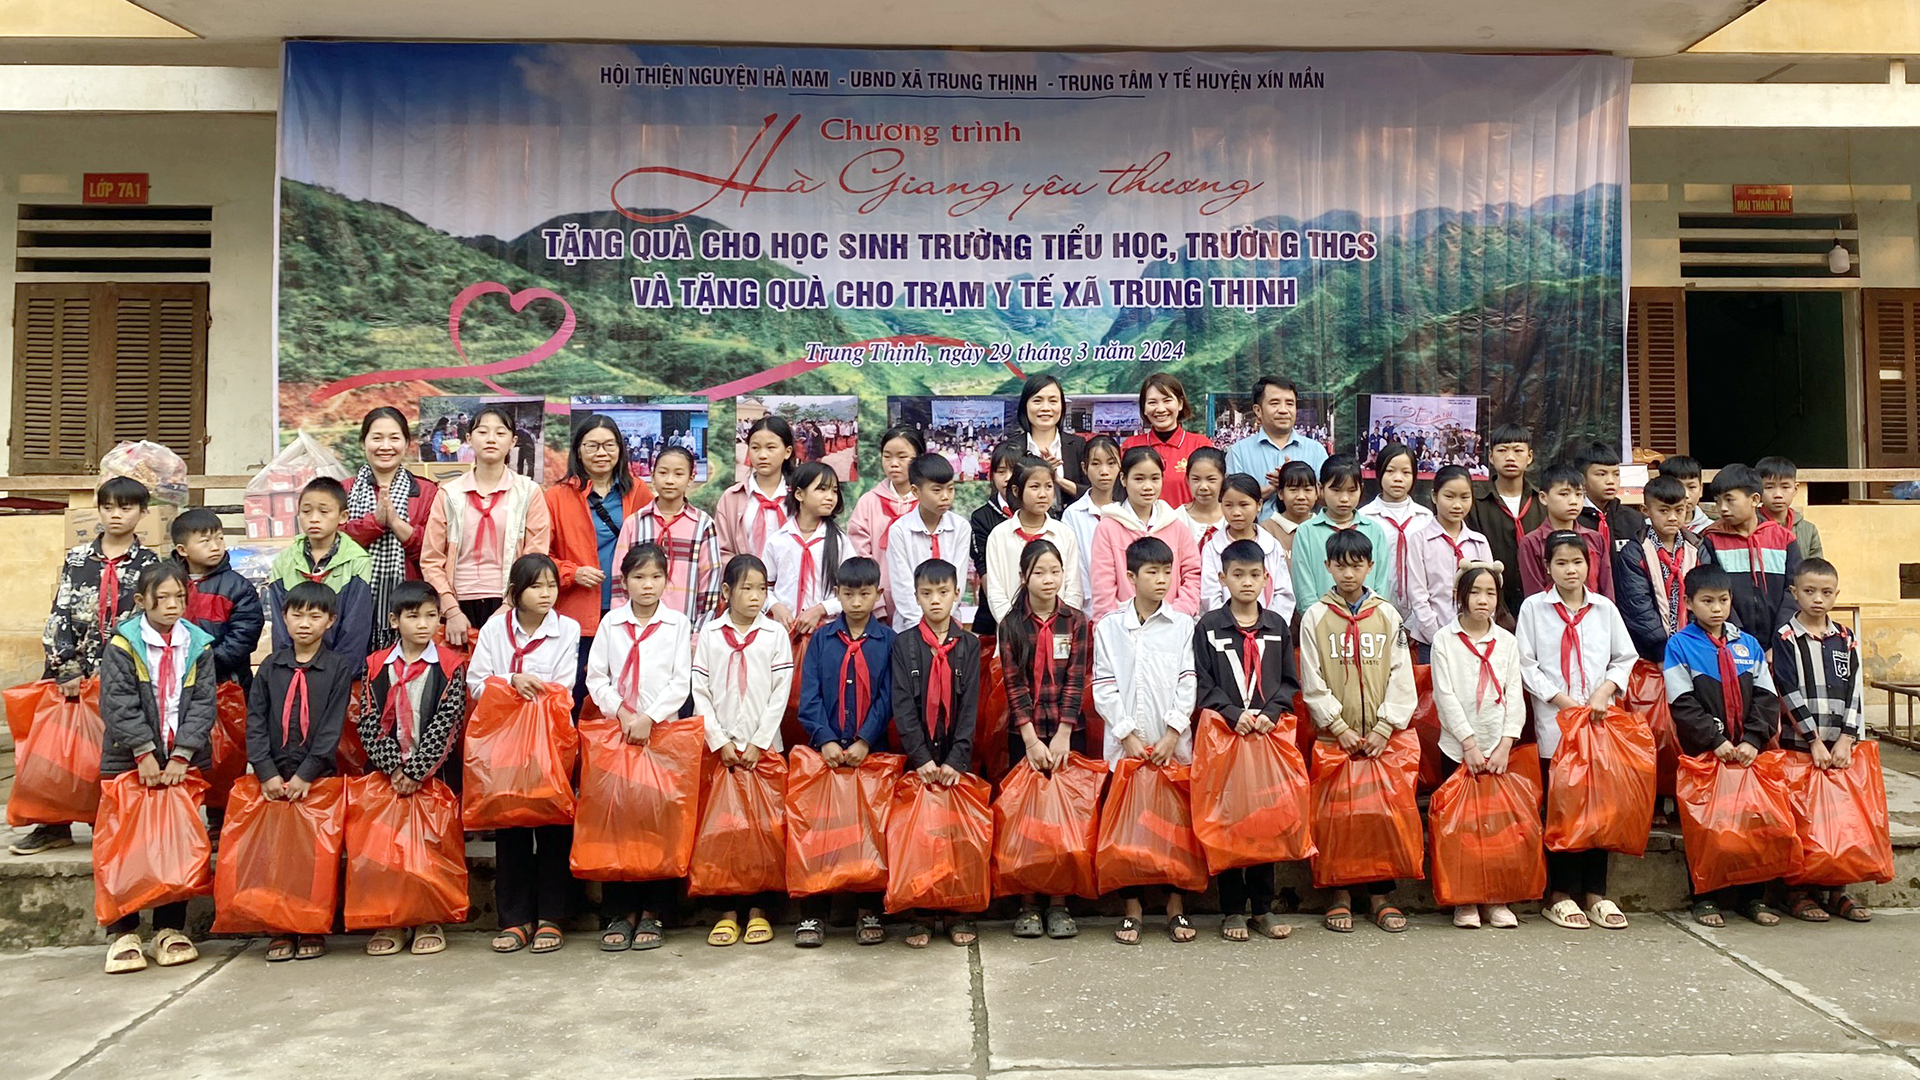 HỘI THIỆN NGUYỆN HÀ NAM - UBND XÃ TRUNG THỊNH - TRUNG TÂM Y TẾ HUYỆN XÍN MẦN
Chương trình
Hà Giang yêu thương
TẶNG QUÀ CHO HỌC SINH TRƯỜNG TIỂU HỌC, TRƯỜNG THCS
VÀ TẶNG QUÀ CHO TRẠM Y TẾ XÃ TRUNG THỊNH
Trung Thịnh, ngày 29 tháng 3 năm 2024
LỚP 7A1
MAI THANH TÂN
1997